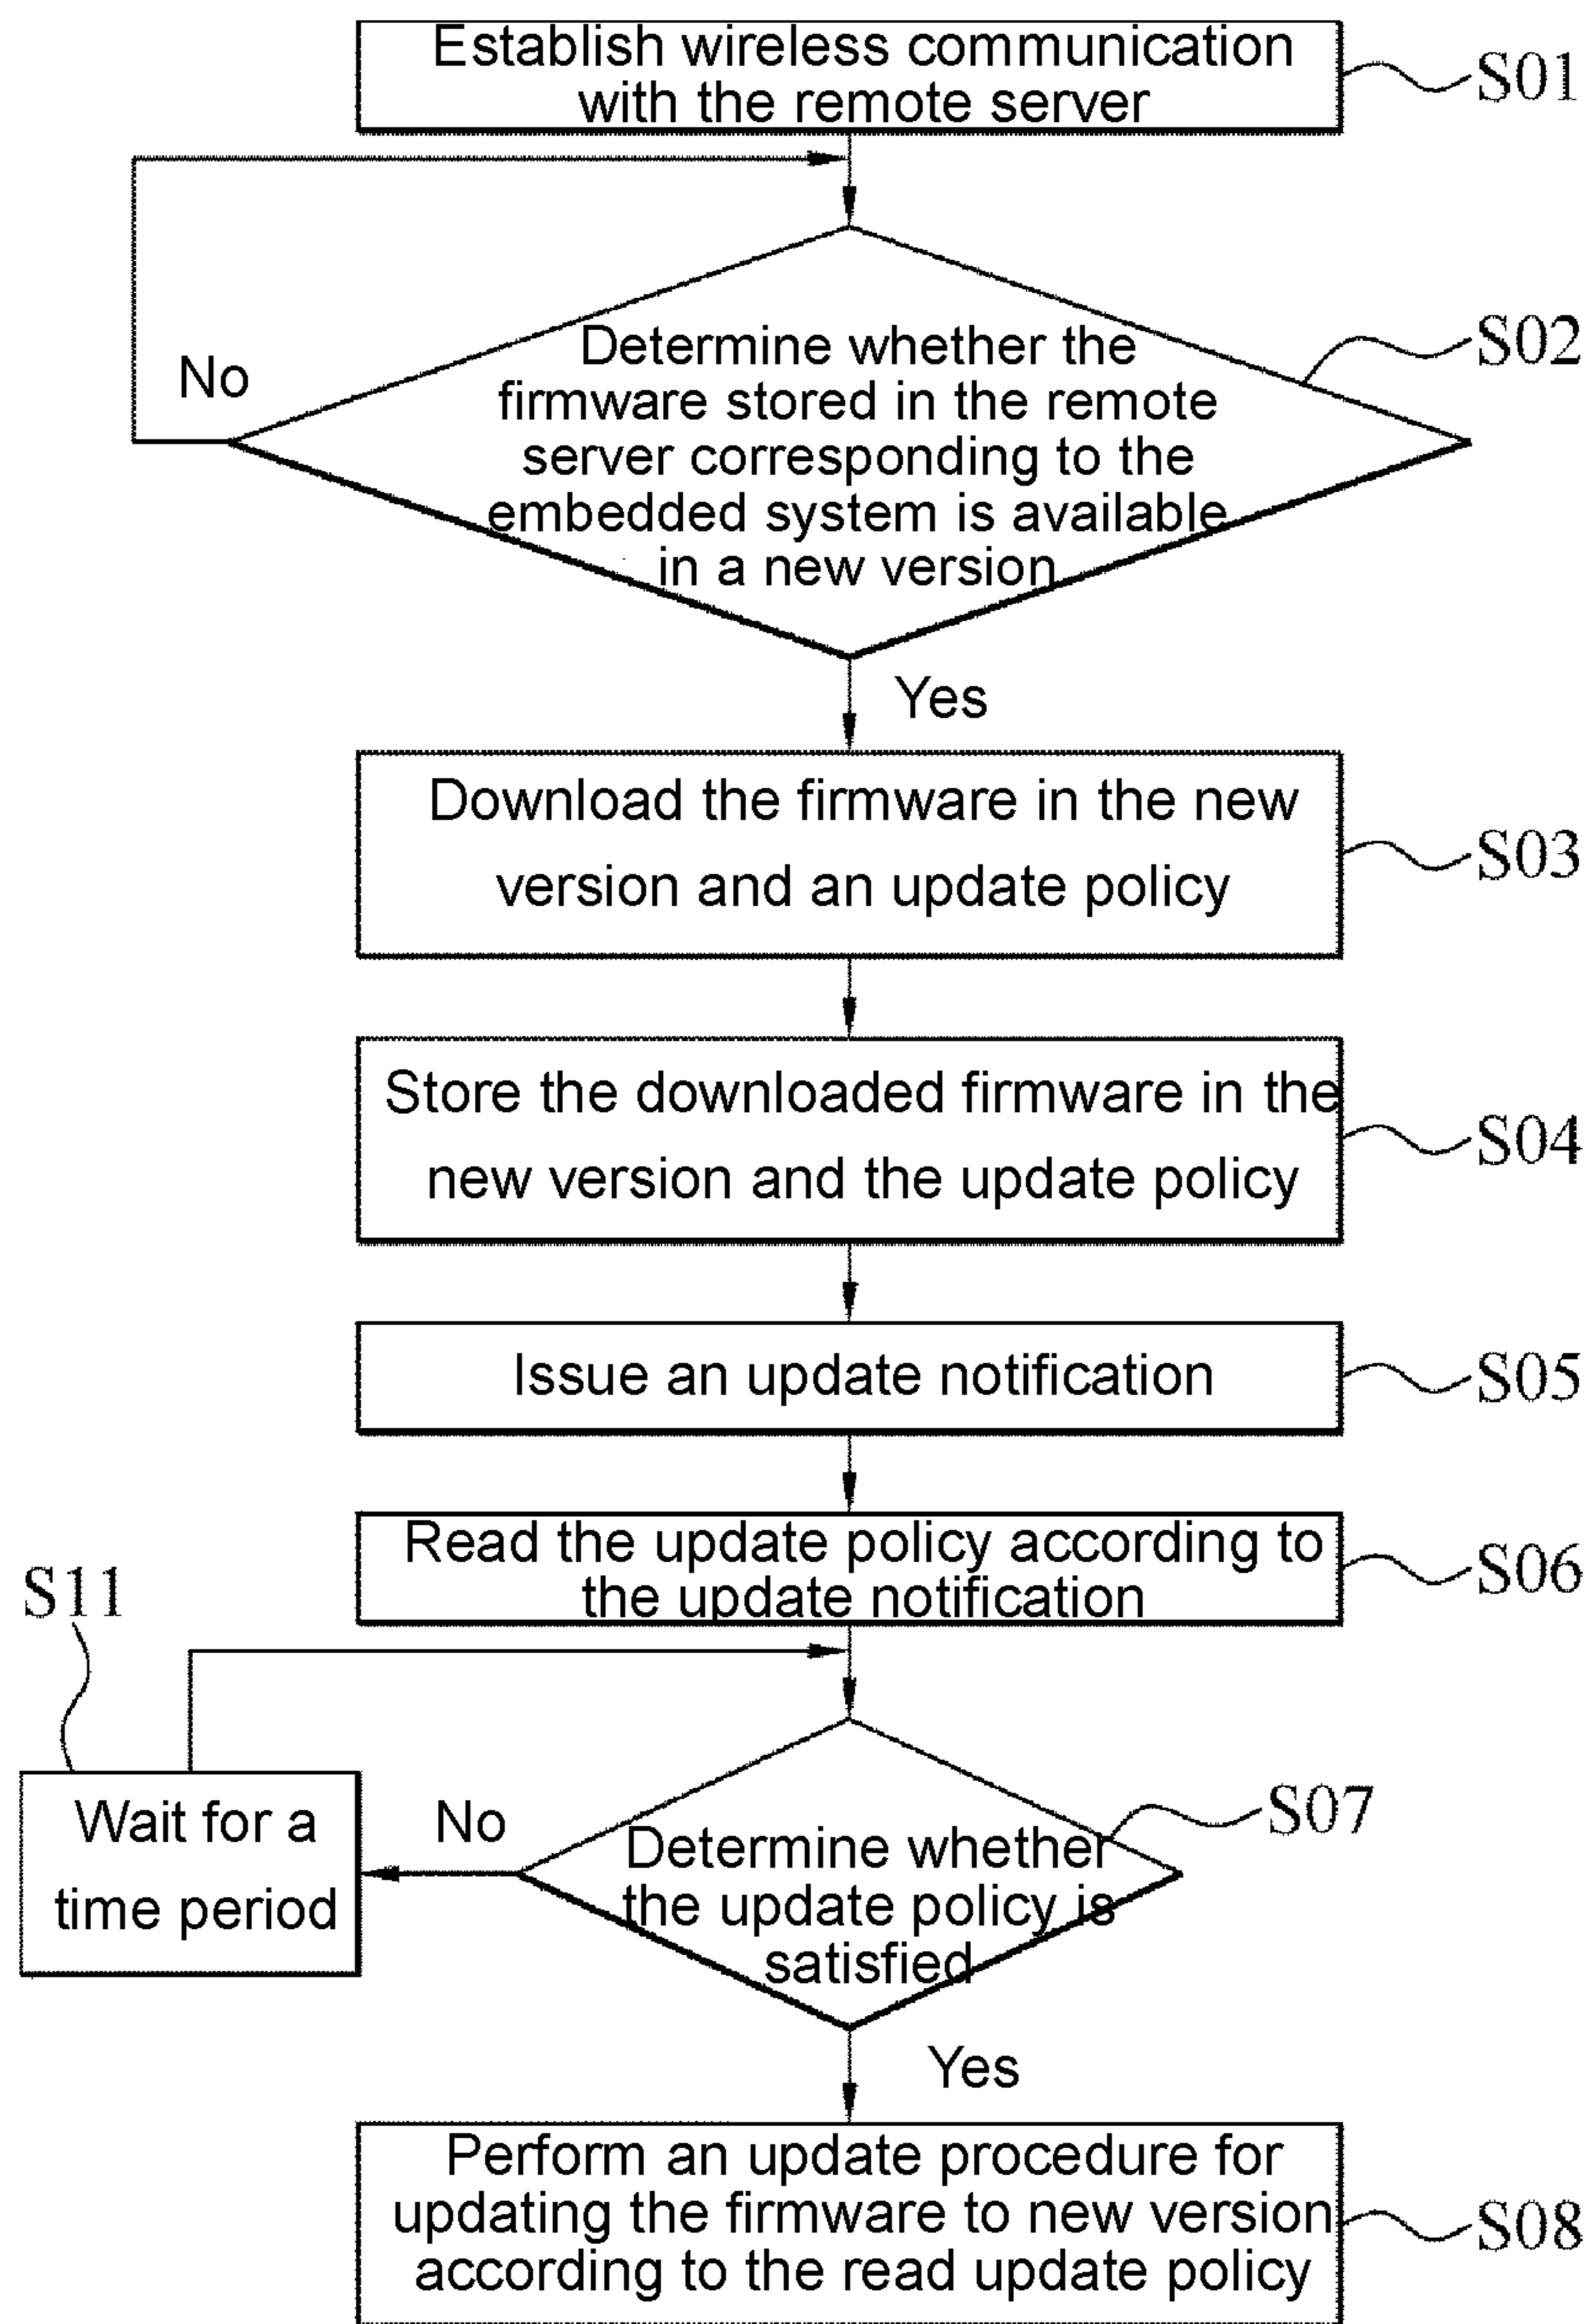 Establish wireless communication
with the remote server
S01
Determine whether the
firmware stored in the remote
server corresponding to the
embedded system is available
in a new version
S02
No
Yes
Download the firmware in the new
version and an update policy
S03
Store the downloaded firmware in the
new version and the update policy
S04
Issue an update notification
S05
Read the update policy according to
the update notification
S06
S11
Wait for a
time period
No
Determine whether
the update policy is
satisfied
S07
Yes
Perform an update procedure for
updating the firmware to new version
according to the read update policy
S08